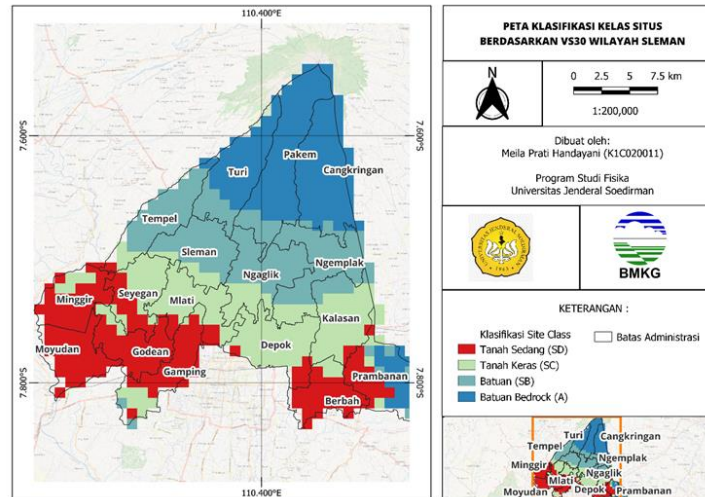 110.400°E
7.600°S
7.600°S
Pakem
Turi
Cangkringan
Tempel
Sleman
Ngemplak
Ngaglik
Minggir
Seyegan
Mlati
Kalasan
Moyudan
Godean
Depok
Gamping
Prambanan
7.800°S
7.800°S
Berbah
110.400°E
PETA KLASIFIKASI KELAS SITUS
BERDASARKAN VS30 WILAYAH SLEMAN
N
0 2.5 5 7.5 km
1:200,000
Dibuat oleh:
Meila Prati Handayani (K1C020011)
Program Studi Fisika
Universitas Jenderal Soedirman
UNIVERSITAS JENDERAL SOEDIRMAN
1963
BMKG
KETERANGAN :
Klasifikasi Site Class
Batas Administrasi
Tanah Sedang (SD)
Tanah Keras (SC)
Batuan (SB)
Batuan Bedrock (A)
Turi
Cangkringan
Tempel
Ngemplak
Minggir
Ngaglik
Mlati
Moyudan
Depok
Prambanan